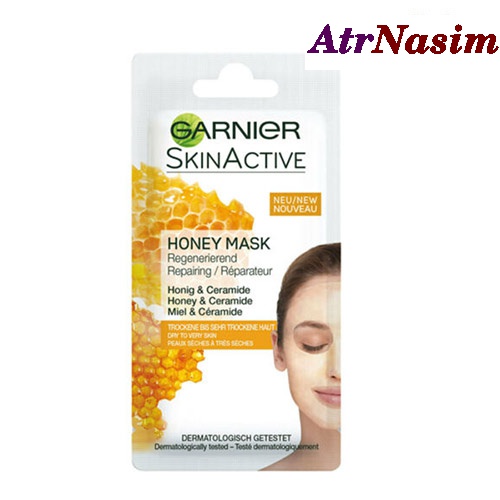 AtrNasim
GARNIER
SKINACTIVE
NEU/NEW
NOUVEAU
HONEY MASK
Regenerierend
Repairing / Réparateur
Honig & Ceramide
Honey & Ceramide
Miel & Céramide
TROCKENE BIS SEHR TROCKENE HAUT
DRY TO VERY SKIN
PEAUX SÈCHES À TRÈS SÈCHES
DERMATOLOGISCH GETESTET
Dermatologically tested – Testé dermatologiquement